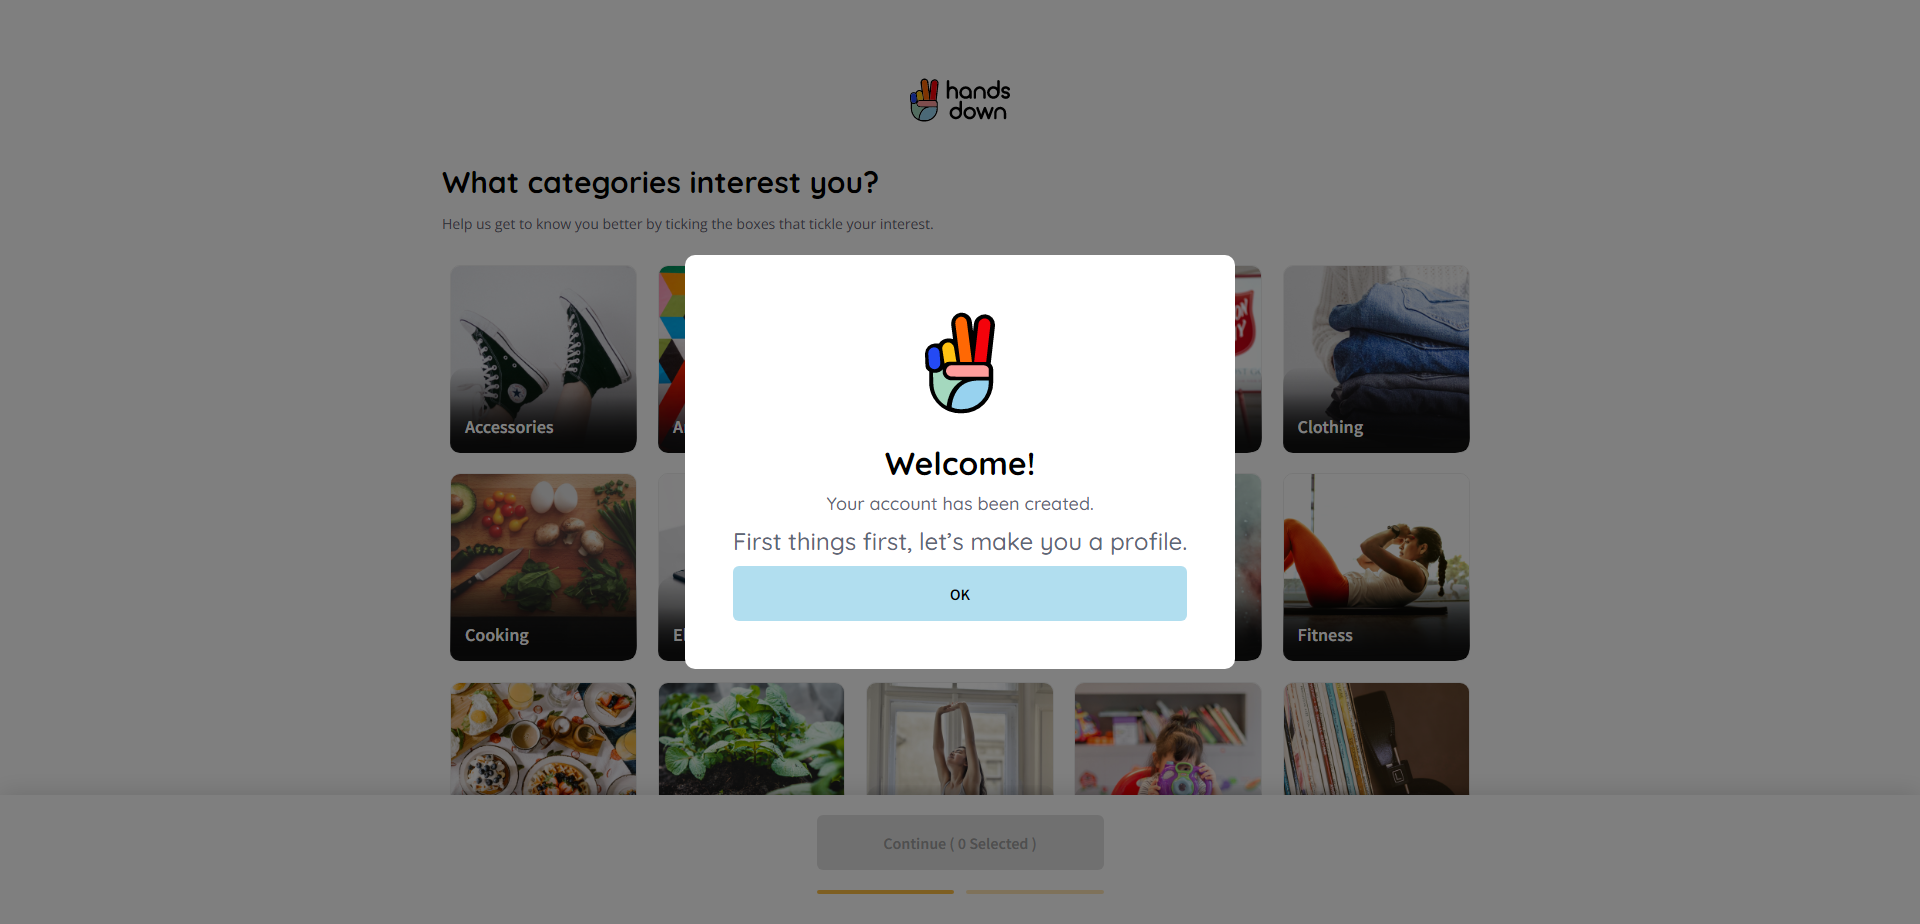 hands
down
What categories interest you?
Help us get to know you better by ticking the boxes that tickle your interest.
Accessories
Clothing
Welcome!
Your account has been created.
First things first, let’s make you a profile.
OK
Cooking
Fitness
Continue ( 0 Selected )